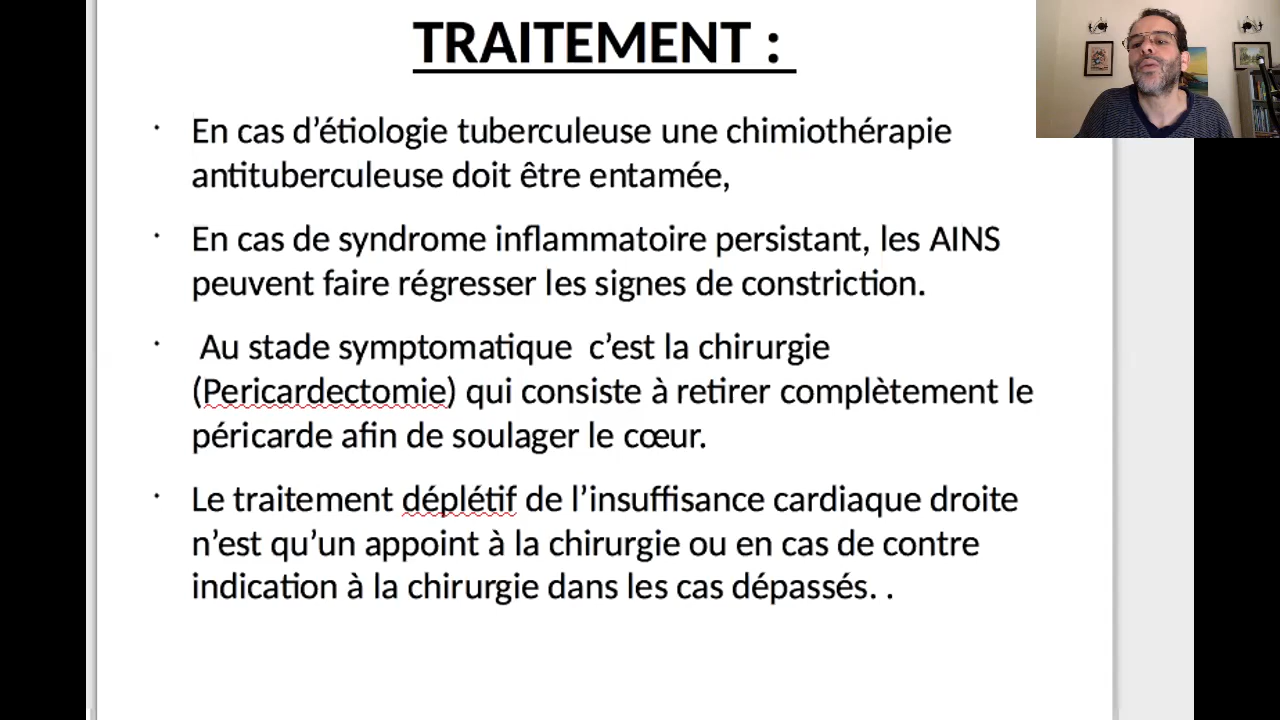 TRAITEMENT :
· En cas d’étiologie tuberculeuse une chimiothérapie
antituberculeuse doit être entamée,
· En cas de syndrome inflammatoire persistant, les AINS
peuvent faire régresser les signes de constriction.
· Au stade symptomatique c’est la chirurgie
(Pericardectomie) qui consiste à retirer complètement le
péricarde afin de soulager le cœur.
· Le traitement déplétif de l’insuffisance cardiaque droite
n’est qu’un appoint à la chirurgie ou en cas de contre
indication à la chirurgie dans les cas dépassés. .